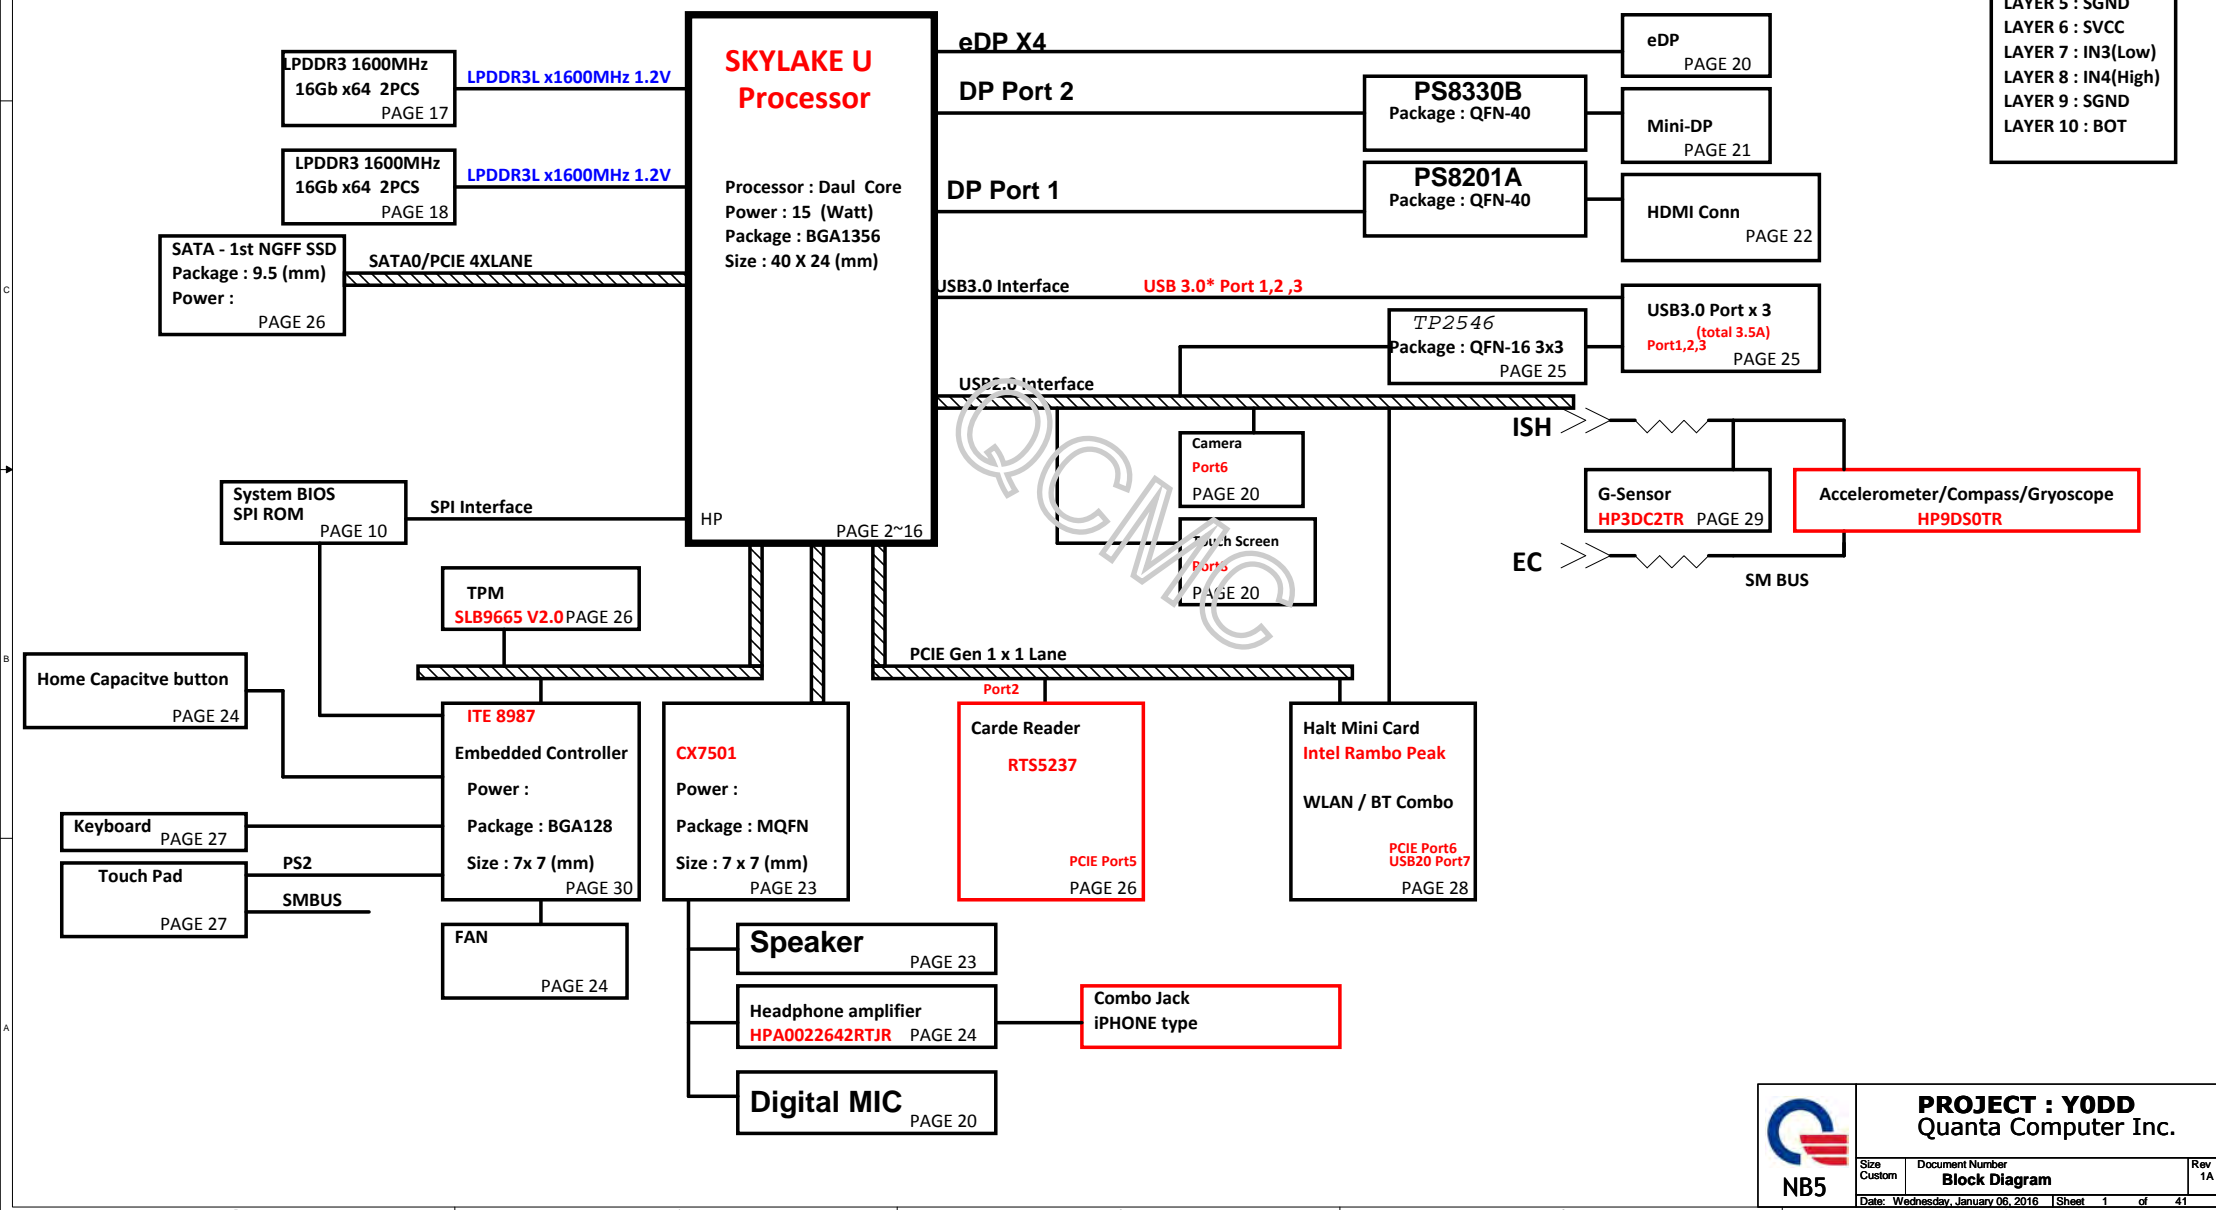 LAYER 5 : SGND
LAYER 6 : SVCC
LAYER 7 : IN3(Low)
LAYER 8 : IN4(High)
LAYER 9 : SGND
LAYER 10 : BOT
LPDDR3 1600MHz
16Gb x64 2PCS
PAGE 17
LPDDR3L x1600MHz 1.2V
LPDDR3 1600MHz
16Gb x64 2PCS
PAGE 18
LPDDR3L x1600MHz 1.2V
SATA - 1st NGFF SSD
Package : 9.5 (mm)
Power :
PAGE 26
SATA0/PCIE 4XLANE
SKYLAKE U
Processor
Processor : Daul Core
Power : 15 (Watt)
Package : BGA1356
Size : 40 X 24 (mm)
HP
PAGE 2~16
eDP X4
eDP
PAGE 20
DP Port 2
PS8330B
Package : QFN-40
Mini-DP
PAGE 21
DP Port 1
PS8201A
Package : QFN-40
HDMI Conn
PAGE 22
USB3.0 Interface
USB 3.0* Port 1,2 ,3
USB3.0 Port x 3
(total 3.5A)
Port1,2,3
PAGE 25
TP2546
Package : QFN-16 3x3
PAGE 25
USB2.0 Interface
Camera
Port6
PAGE 20
Touch Screen
PAGE 20
QCMC
ISH
G-Sensor
HP3DC2TR PAGE 29
Accelerometer/Compass/Gryoscope
HP9DS0TR
EC
SM BUS
System BIOS
SPI ROM
PAGE 10
SPI Interface
TPM
SLB9665 V2.0 PAGE 26
Home Capacitve button
PAGE 24
Keyboard
PAGE 27
Touch Pad
PAGE 27
PS2
SMBUS
ITE 8987
Embedded Controller
Power :
Package : BGA128
Size : 7x 7 (mm)
PAGE 30
FAN
PAGE 24
CX7501
Power :
Package : MQFN
Size : 7 x 7 (mm)
PAGE 23
PCIE Gen 1 x 1 Lane
Port2
Carde Reader
RTS5237
PCIE Port5
PAGE 26
Halt Mini Card
Intel Rambo Peak
WLAN / BT Combo
PCIE Port6
USB20 Port7
PAGE 28
Speaker
PAGE 23
Headphone amplifier
HPA0022642RTJR PAGE 24
Combo Jack
iPHONE type
Digital MIC
PAGE 20
C
B
A
NB5
PROJECT : Y0DD
Quanta Computer Inc.
Size
Custom
Document Number
Block Diagram
Rev
1A
Date: Wednesday, January 06, 2016
Sheet 1 of 41